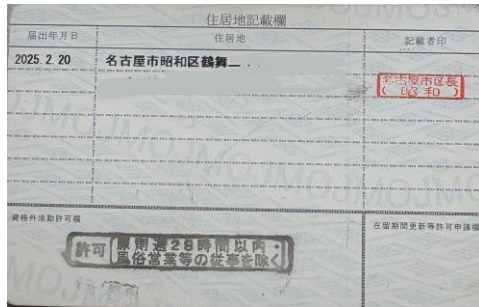 住居地記載欄
届出年月日
住居地
記載者印
2025.2.20
名古屋市昭和区鶴舞二
名古屋市区長
(昭和)
資格外活動許可欄
在留期間更新等許可申請欄
許可
原則週28時間以内・
風俗営業等の従事を除く